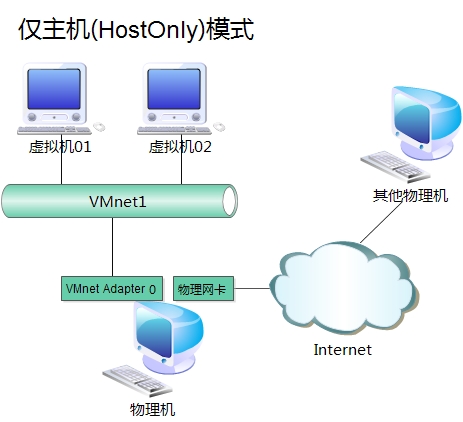 仅主机(HostOnly)模式
虚拟机01
虚拟机02
其他物理机
VMnet1
VMnet Adapter 0
物理网卡
Internet
物理机